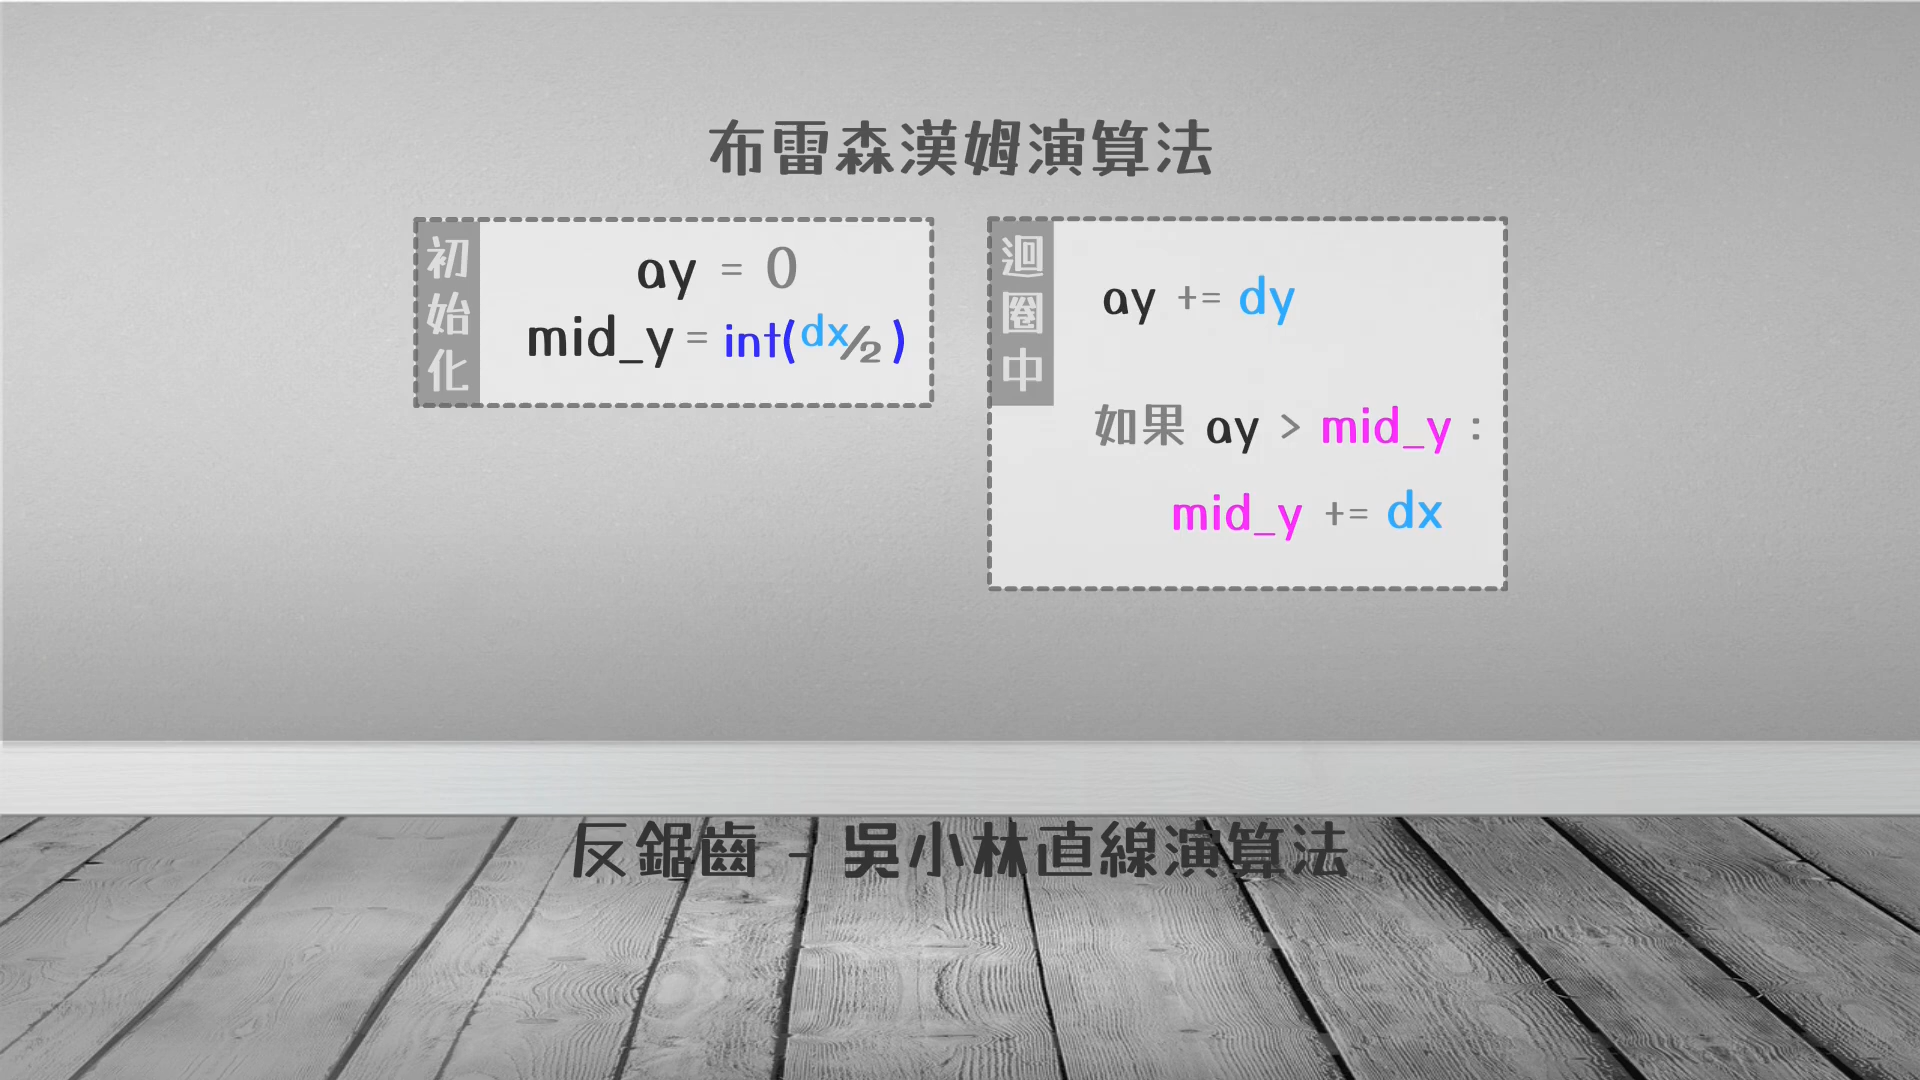 布雷森漢姆演算法
初始化
ay = 0
mid_y = int(dx/2)
迴圈中
ay += dy
如果 ay > mid_y :
mid_y += dx
反鋸齒 - 吳小林直線演算法